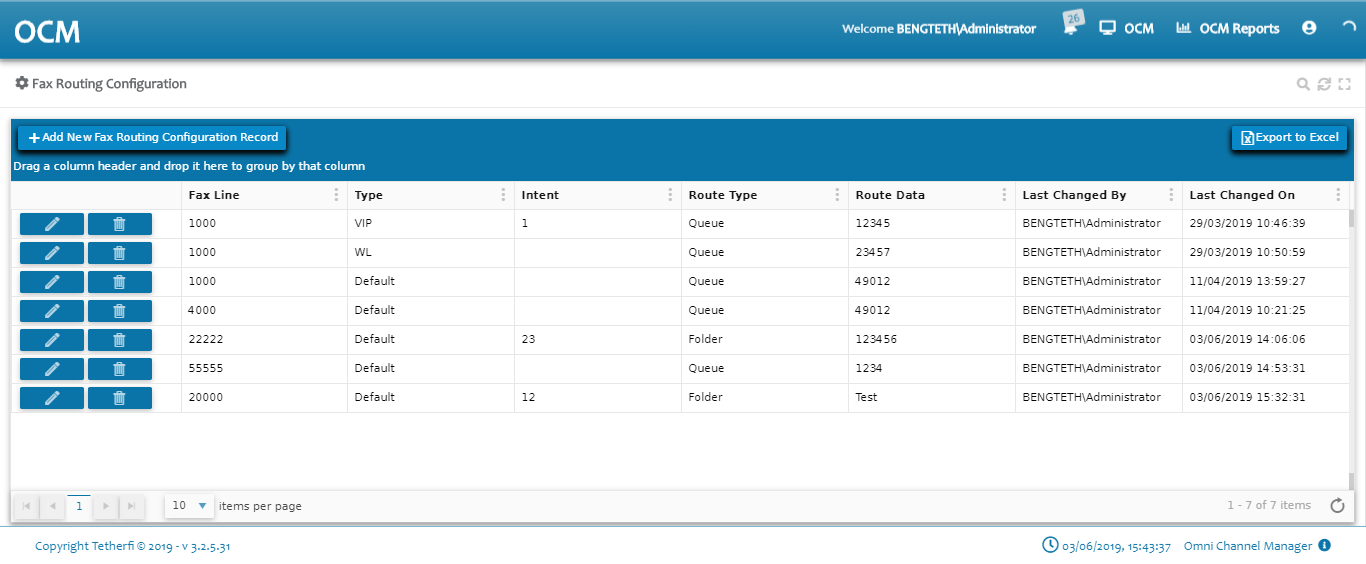 OCM
Welcome BENGTETH\Administrator 26 OCM OCM Reports
Fax Routing Configuration
Add New Fax Routing Configuration Record Export to Excel
Drag a column header and drop it here to group by that column
Fax Line Type Intent Route Type Route Data Last Changed By Last Changed On
1000 VIP 1 Queue 12345 BENGTETH\Administrator 29/03/2019 10:46:39
1000 WL Queue 23457 BENGTETH\Administrator 29/03/2019 10:50:59
1000 Default Queue 49012 BENGTETH\Administrator 11/04/2019 13:59:27
4000 Default Queue 49012 BENGTETH\Administrator 11/04/2019 10:21:25
22222 Default 23 Folder 123456 BENGTETH\Administrator 03/06/2019 14:06:06
55555 Default Queue 1234 BENGTETH\Administrator 03/06/2019 14:53:31
20000 Default 12 Folder Test BENGTETH\Administrator 03/06/2019 15:32:31
1 10 items per page 1 - 7 of 7 items
Copyright Tetherfi © 2019 - v 3.2.5.31 03/06/2019, 15:43:37 Omni Channel Manager